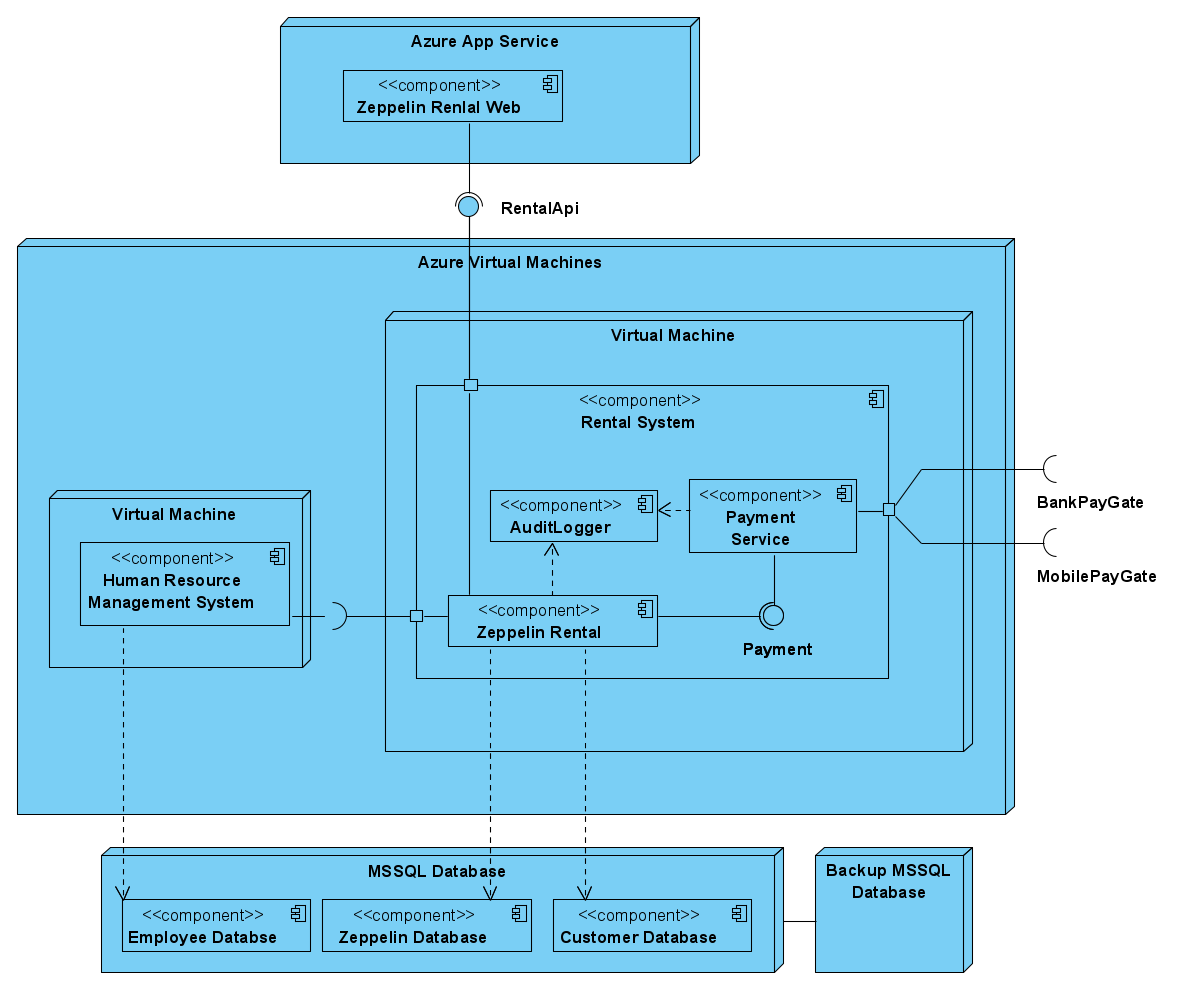 Azure App Service
<<component>>
Zeppelin Renlal Web
RentalApi
Azure Virtual Machines
Virtual Machine
<<component>>
Rental System
<<component>>
AuditLogger
<<component>>
Payment
Service
BankPayGate
MobilePayGate
Virtual Machine
<<component>>
Human Resource
Management System
<<component>>
Zeppelin Rental
Payment
MSSQL Database
<<component>>
Employee Databse
<<component>>
Zeppelin Database
<<component>>
Customer Database
Backup MSSQL
Database